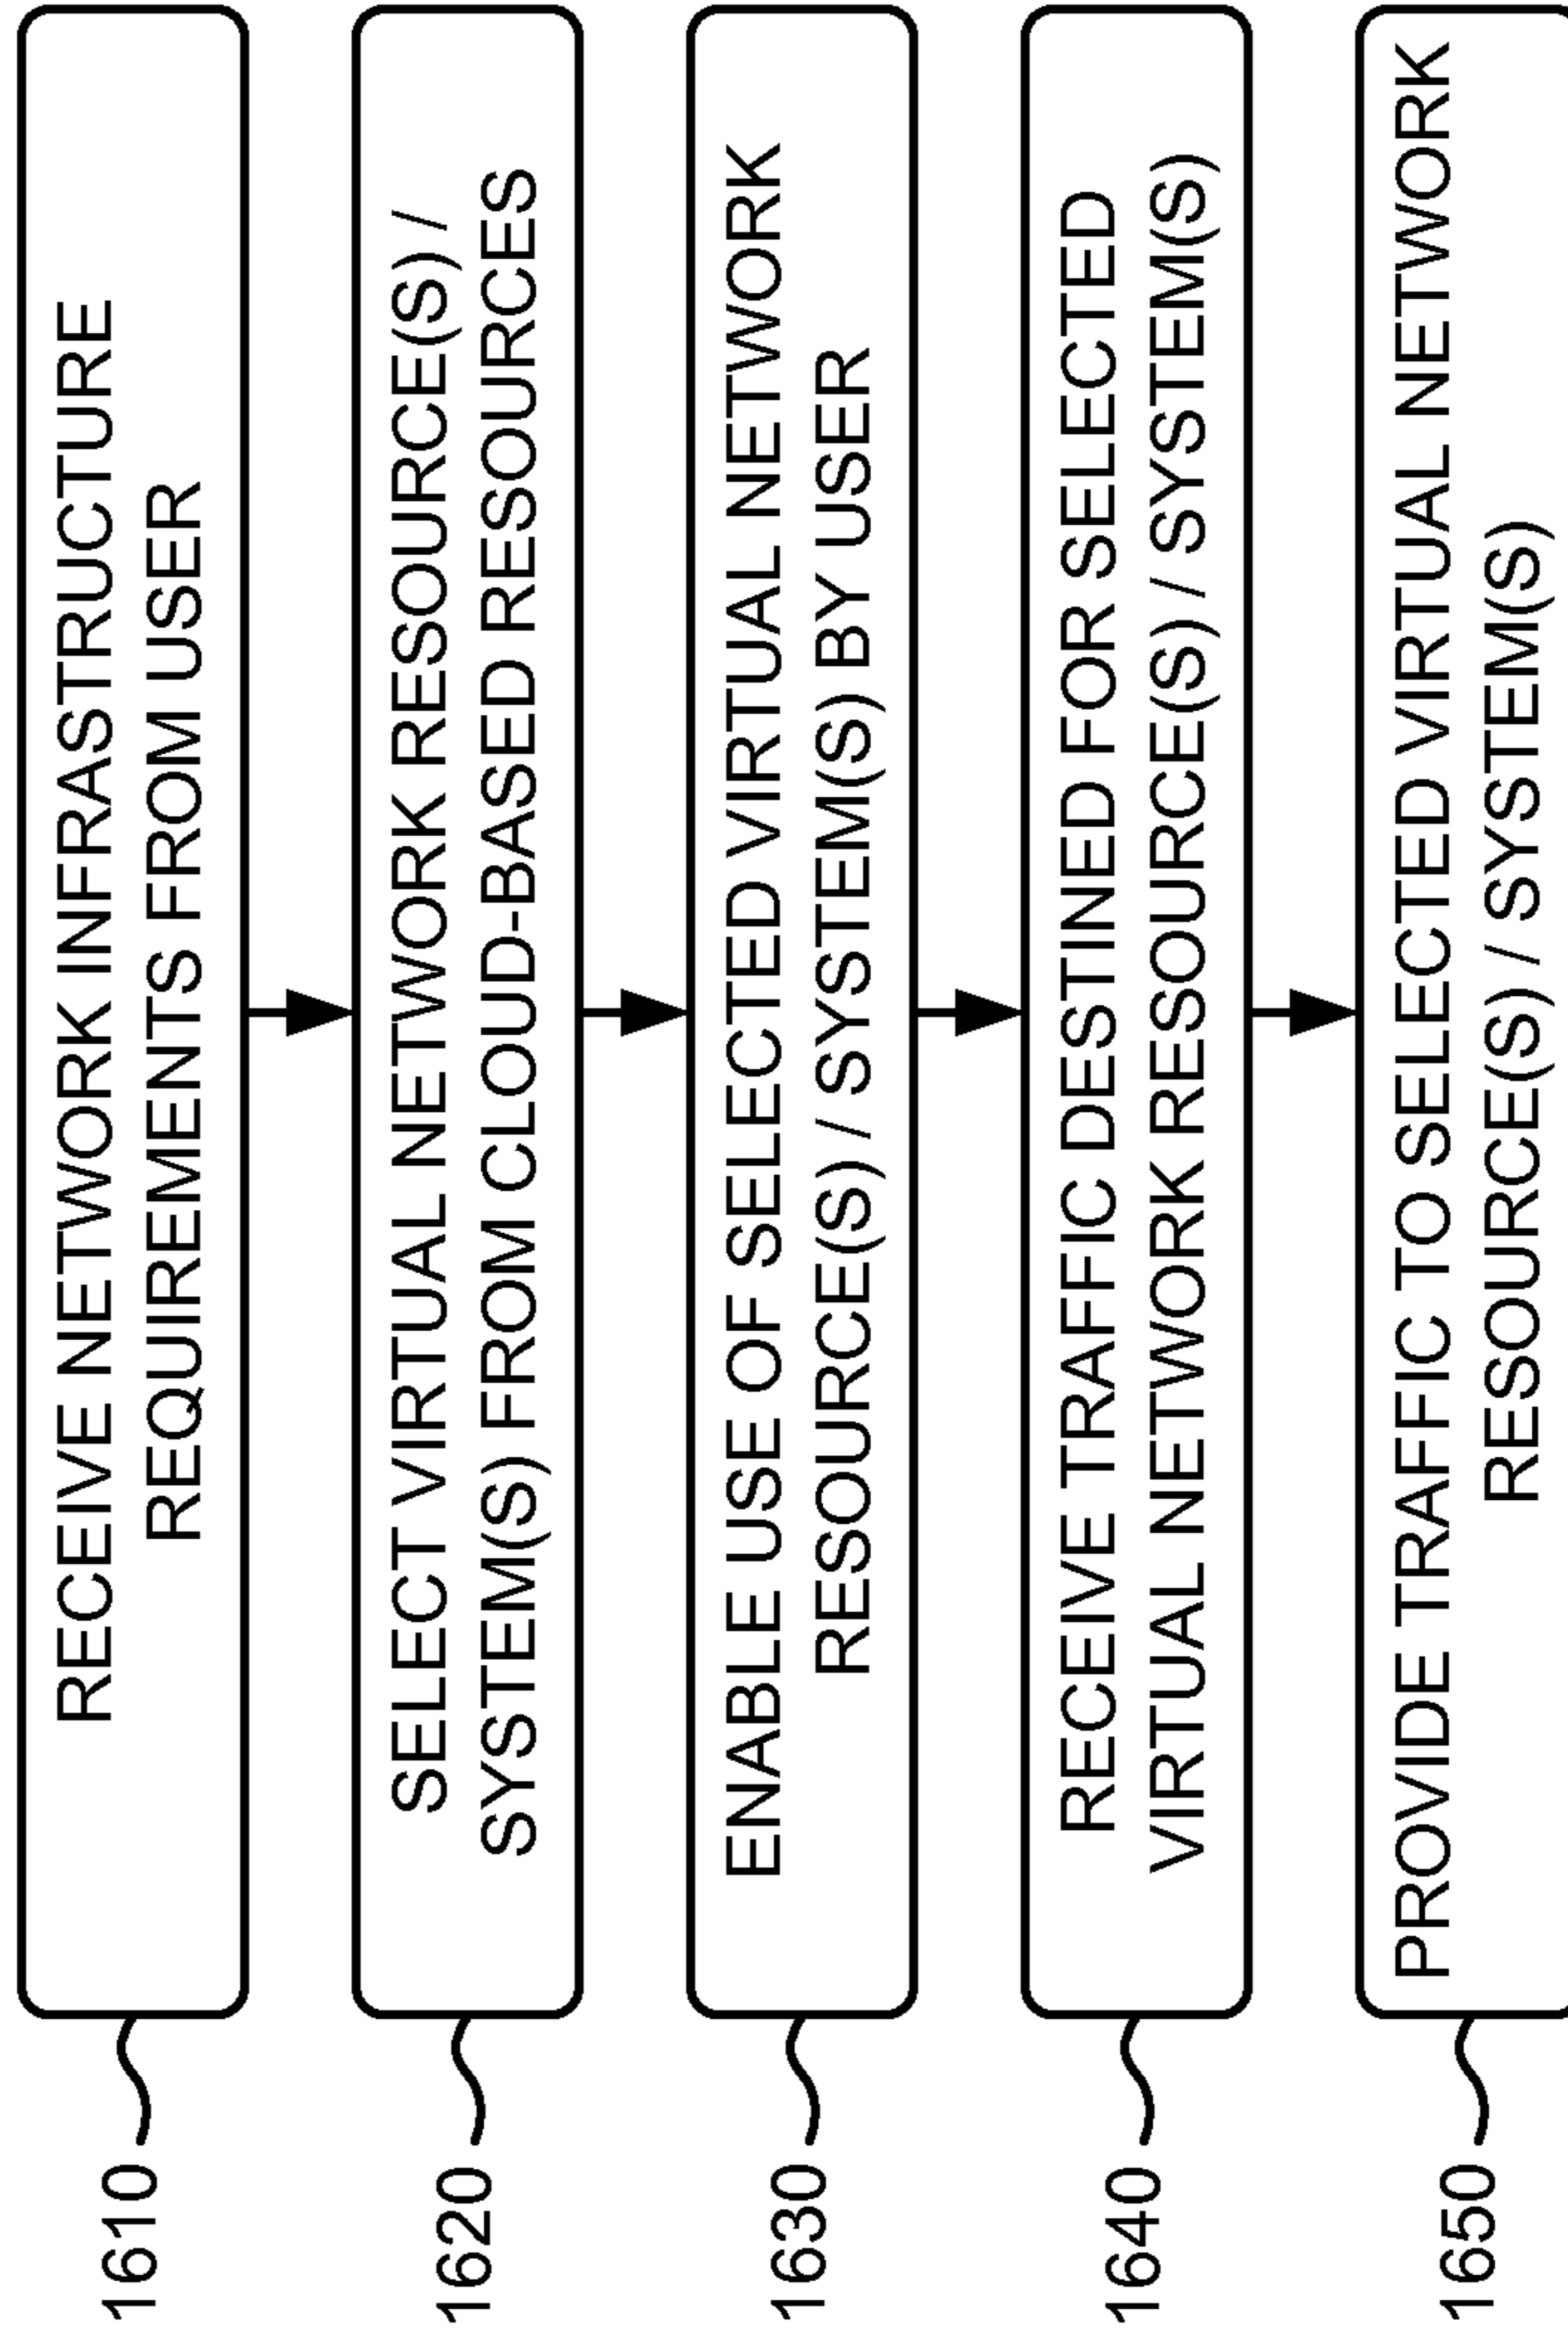 1610
RECEIVE NETWORK INFRASTRUCTURE
REQUIREMENTS FROM USER
1620
SELECT VIRTUAL NETWORK RESOURCE(S) /
SYSTEM(S) FROM CLOUD-BASED RESOURCES
1630
ENABLE USE OF SELECTED VIRTUAL NETWORK
RESOURCE(S) / SYSTEM(S) BY USER
1640
RECEIVE TRAFFIC DESTINED FOR SELECTED
VIRTUAL NETWORK RESOURCE(S) / SYSTEM(S)
1650
PROVIDE TRAFFIC TO SELECTED VIRTUAL NETWORK
RESOURCE(S) / SYSTEM(S)